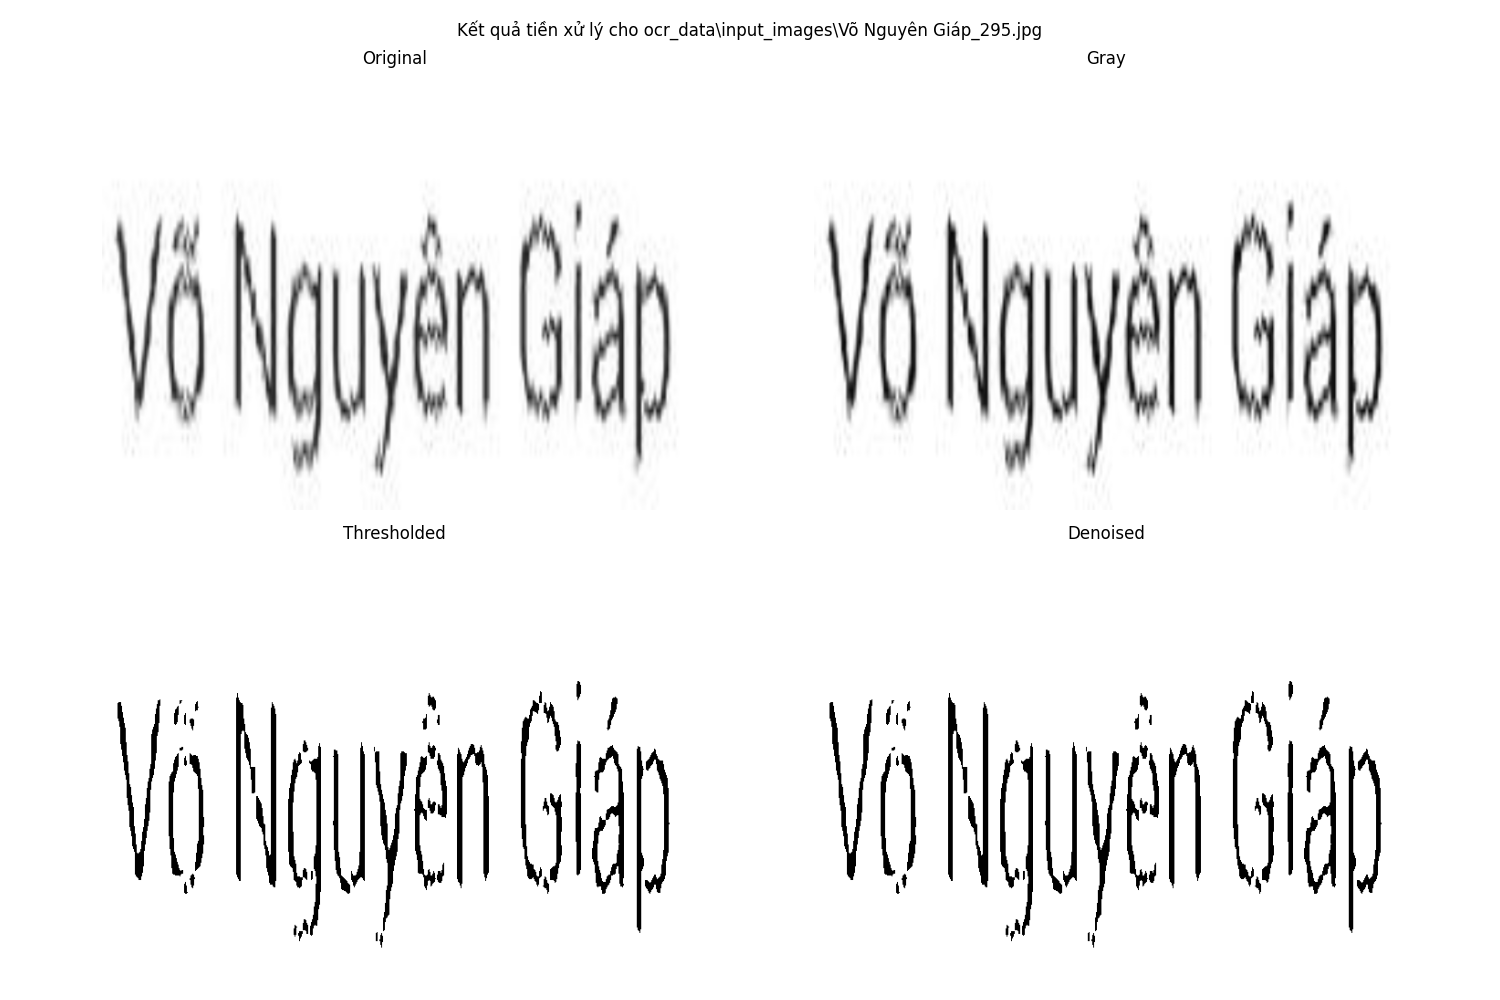 Kết quả tiền xử lý cho ocr_data\input_images\Võ Nguyên Giáp_295.jpg
Original
Gray
Võ Nguyên Giáp
Võ Nguyên Giáp
Thresholded
Denoised
Võ Nguyên Giáp
Võ Nguyên Giáp